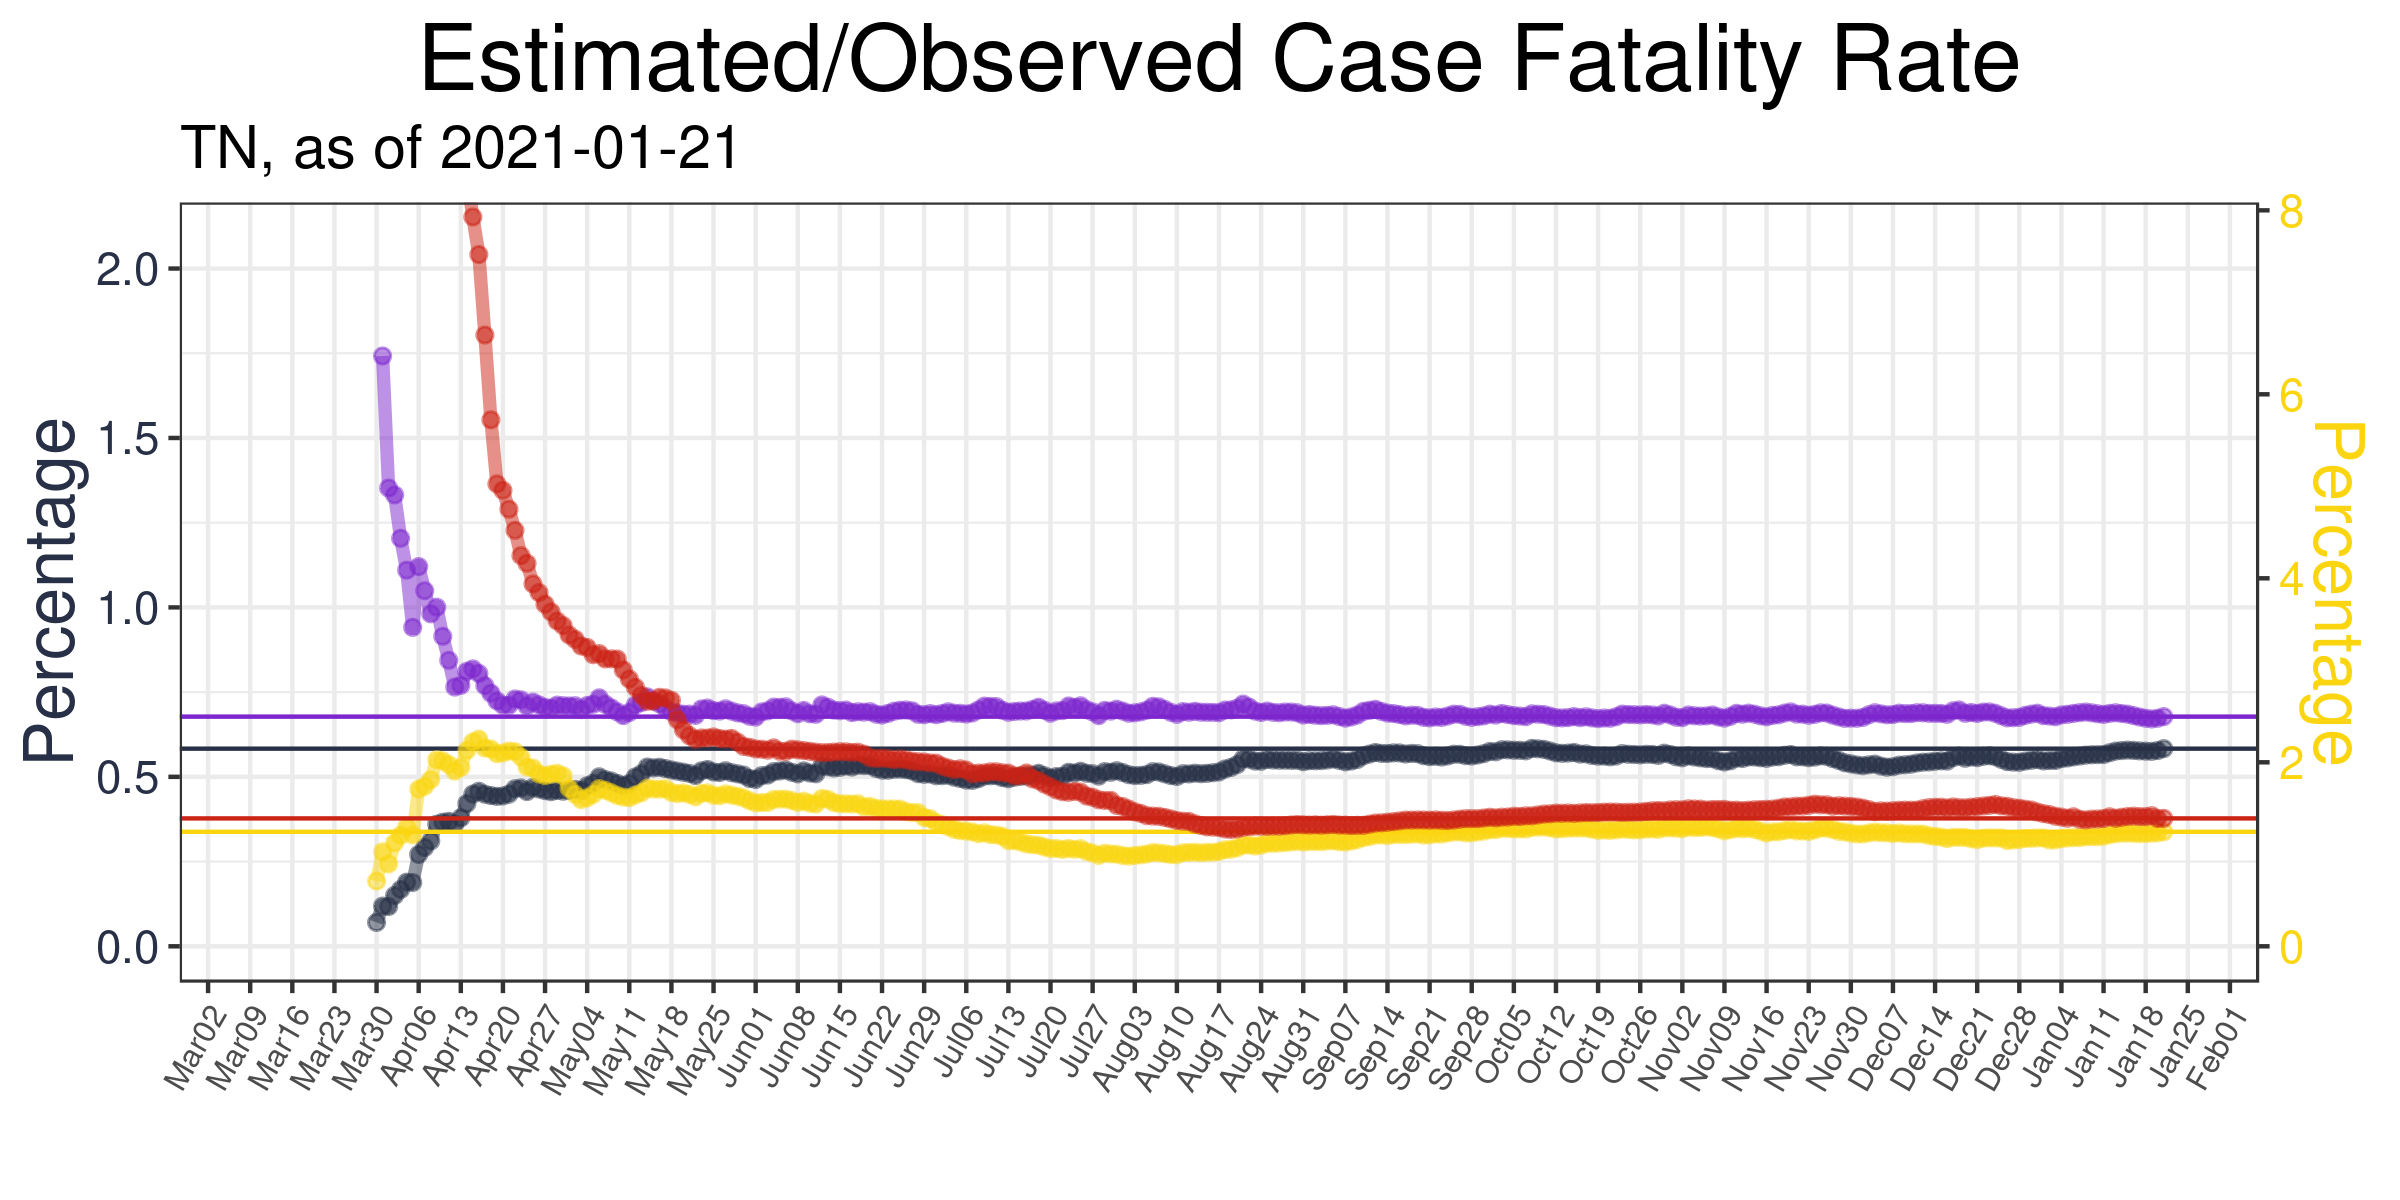 Estimated/Observed Case Fatality Rate
TN, as of 2021-01-21
Percentage
2.0
1.5
1.0
0.5
0.0
8
6
4
2
0
Percentage
Mar02
Mar09
Mar16
Mar23
Mar30
Apr06
Apr13
Apr20
Apr27
May04
May11
May18
May25
Jun01
Jun08
Jun15
Jun22
Jun29
Jul06
Jul13
Jul20
Jul27
Aug03
Aug10
Aug17
Aug24
Aug31
Sep07
Sep14
Sep21
Sep28
Oct05
Oct12
Oct19
Oct26
Nov02
Nov09
Nov16
Nov23
Nov30
Dec07
Dec14
Dec21
Dec28
Jan04
Jan11
Jan18
Jan25
Feb01